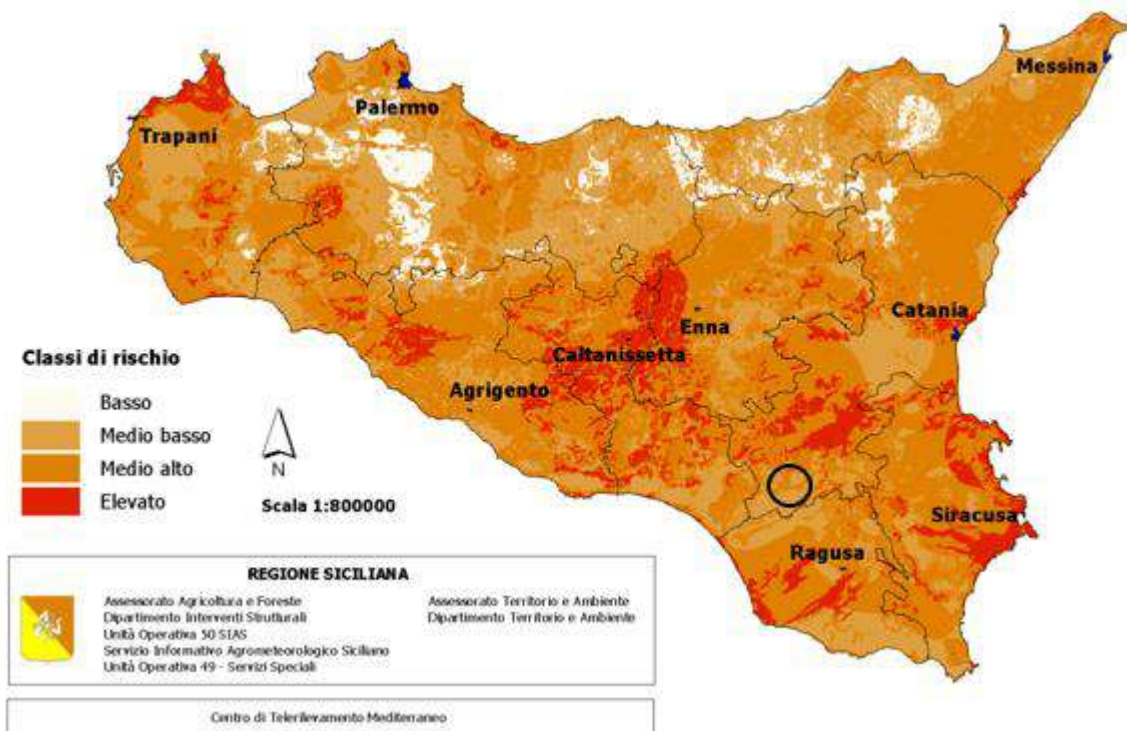 Messina
Palermo
Trapani
Catania
Enna
Caltanissetta
Agrigento
Siracusa
Ragusa
Classi di rischio
Basso
Medio basso
Medio alto
Elevato
N
Scala 1:800000
REGIONE SICILIANA
Assessorato Agricoltura e Foreste
Dipartimento Interventi Strutturali
Unità Operativa 50 SIAS
Servizio Informativo Agrometeorologico Siciliano
Unità Operativa 49 - Servizi Speciali
Assessorato Territorio e Ambiente
Dipartimento Territorio e Ambiente
Centro di Telerilevamento Mediterraneo